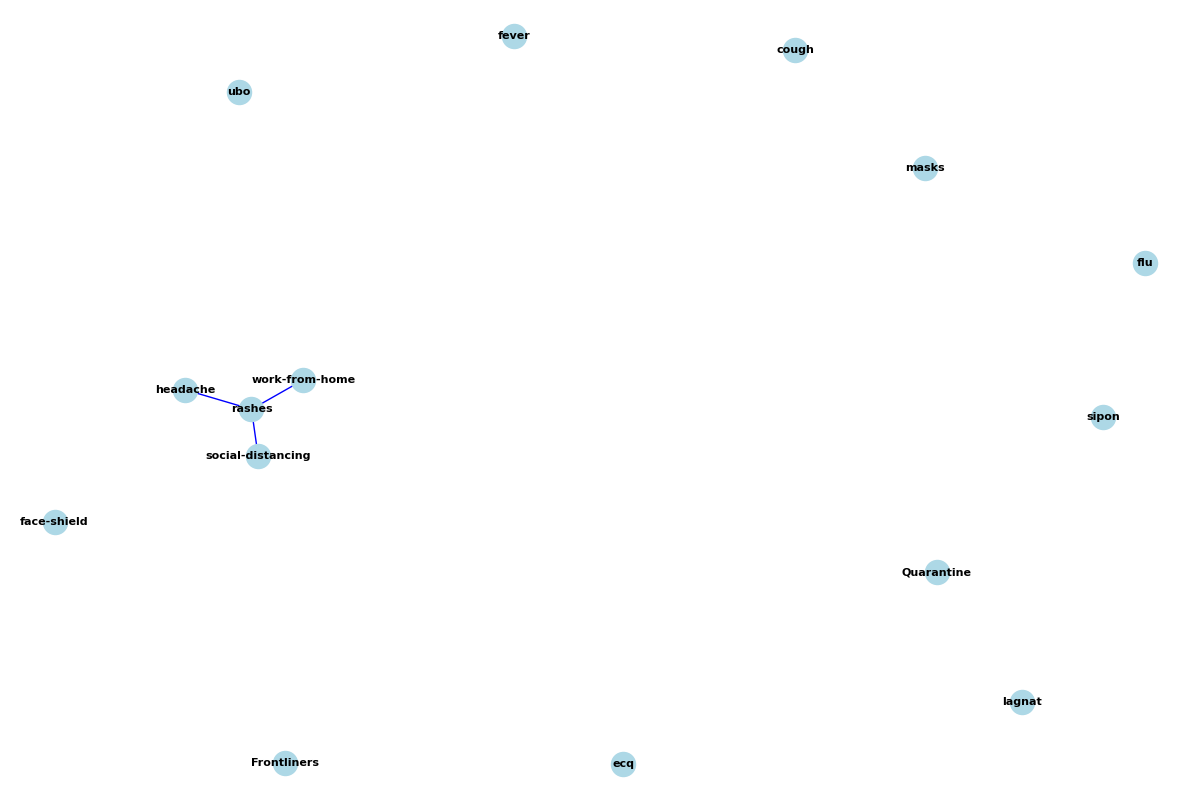 fever
cough
ubo
masks
flu
work-from-home
headache
rashes
sipon
social-distancing
face-shield
Quarantine
lagnat
Frontliners
ecq